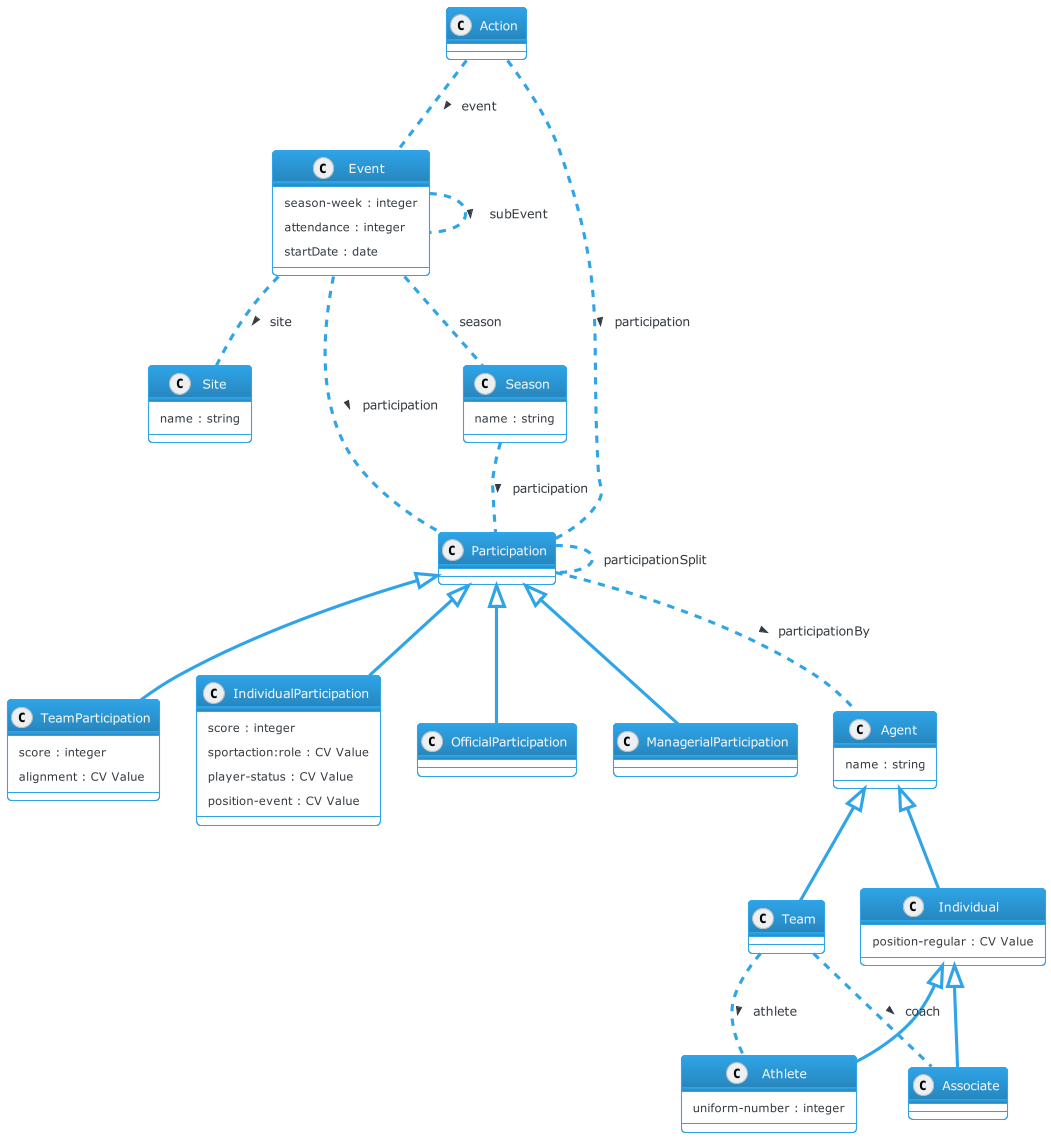 C Action
event
C Event
season-week : integer
attendance : integer
startDate : date
subEvent
site
season
participation
C Site
name : string
participation
C Season
name : string
participation
C Participation
participationSplit
participationBy
C TeamParticipation
score : integer
alignment : CV Value
C IndividualParticipation
score : integer
sportaction:role : CV Value
player-status : CV Value
position-event : CV Value
C OfficialParticipation
C ManagerialParticipation
C Agent
name : string
C Team
C Individual
position-regular : CV Value
athlete
coach
C Athlete
uniform-number : integer
C Associate